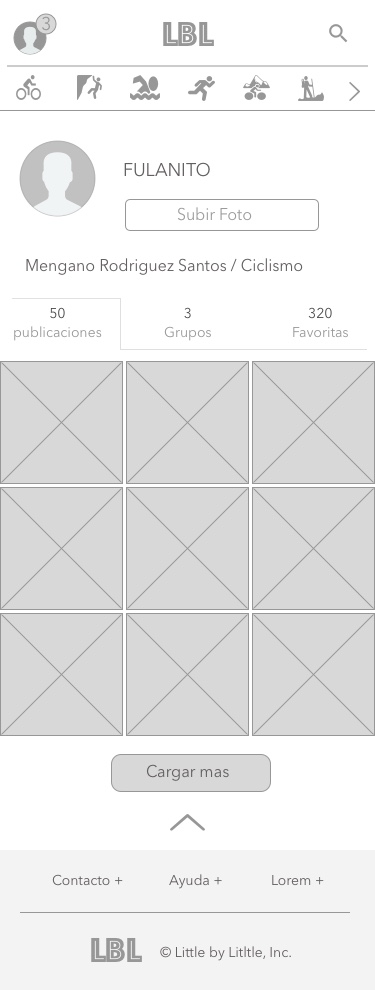 3
LBL
FULANITO
Subir Foto
Mengano Rodriguez Santos / Ciclismo
50 3 320
publicaciones Grupos Favoritas
Cargar mas
Contacto + Ayuda + Lorem +
LBL © Little by Litltle, Inc.